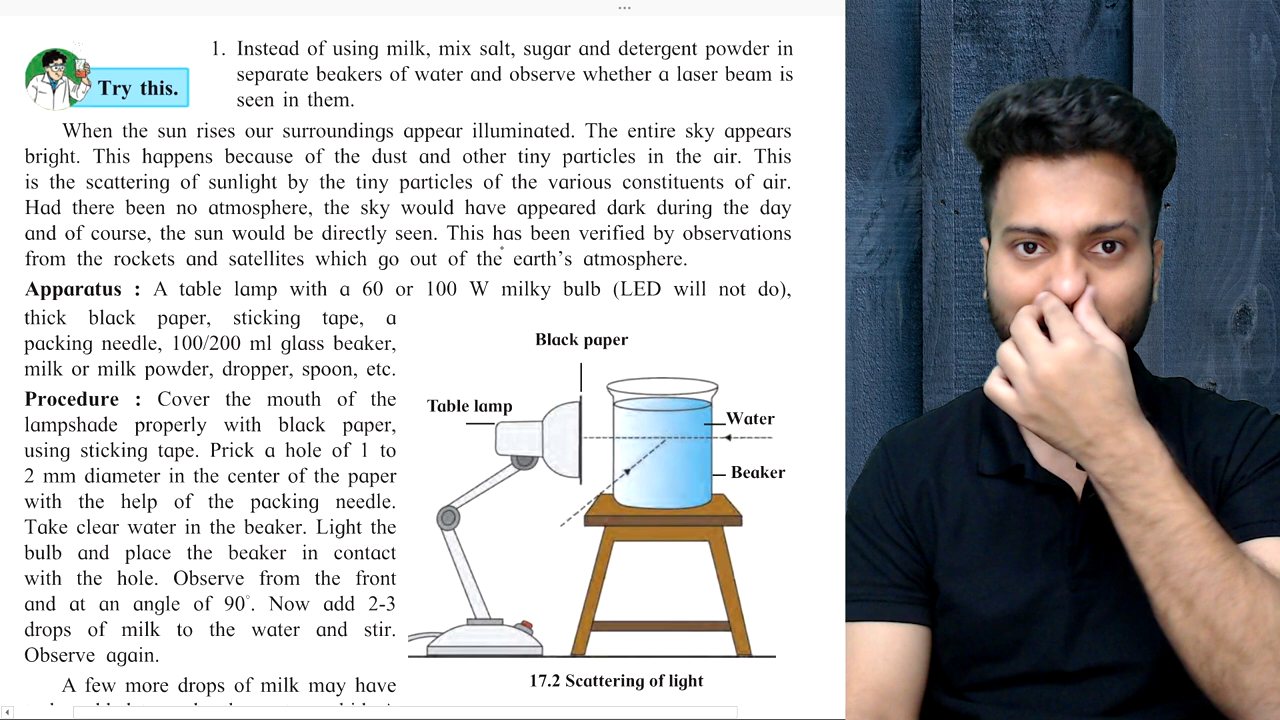 1. Instead of using milk, mix salt, sugar and detergent powder in
separate beakers of water and observe whether a laser beam is
seen in them.
Try this.
When the sun rises our surroundings appear illuminated. The entire sky appears
bright. This happens because of the dust and other tiny particles in the air. This
is the scattering of sunlight by the tiny particles of the various constituents of air.
Had there been no atmosphere, the sky would have appeared dark during the day
and of course, the sun would be directly seen. This has been verified by observations
from the rockets and satellites which go out of the earth's atmosphere.
Apparatus : A table lamp with a 60 or 100 W milky bulb (LED will not do),
thick black paper, sticking tape, a
packing needle, 100/200 ml glass beaker,
milk or milk powder, dropper, spoon, etc.
Procedure : Cover the mouth of the
lampshade properly with black paper,
using sticking tape. Prick a hole of 1 to
2 mm diameter in the center of the paper
with the help of the packing needle.
Take clear water in the beaker. Light the
bulb and place the beaker in contact
with the hole. Observe from the front
and at an angle of 90°. Now add 2-3
drops of milk to the water and stir.
Observe again.
A few more drops of milk may have
Black paper
Table lamp
Water
Beaker
17.2 Scattering of light